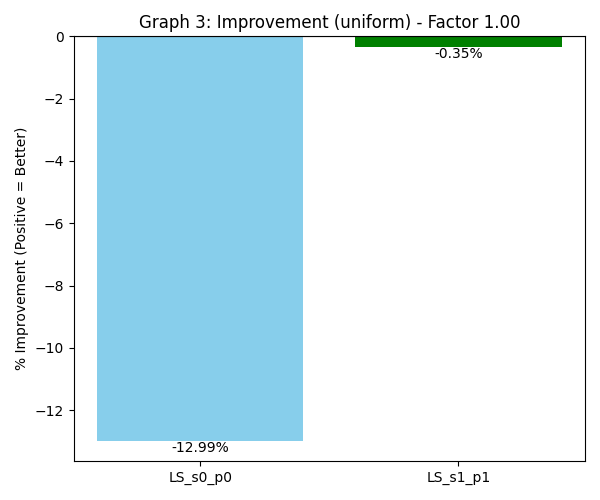 Graph 3: Improvement (uniform) - Factor 1.00
% Improvement (Positive = Better)
0
−2
−4
−6
−8
−10
−12
-12.99%
-0.35%
LS_s0_p0
LS_s1_p1